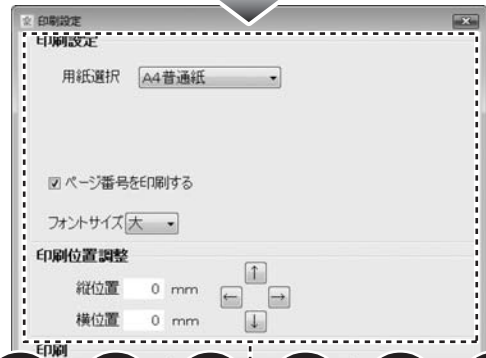 印刷設定
印刷設定
用紙選択 A4普通紙
ページ番号を印刷する
フォントサイズ 大
印刷位置調整
↑
縦位置 0 mm
← →
横位置 0 mm
↓
印刷